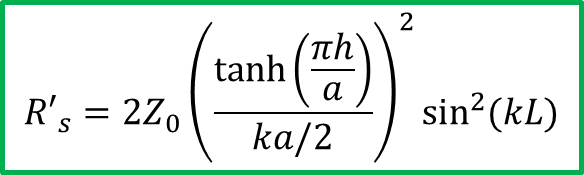 R'ₛ = 2Z₀ (tanh(πh/a) / (ka/2))² sin²(kL)